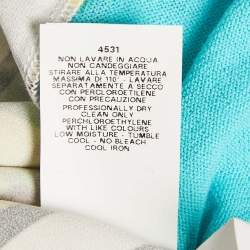 4531
NON LAVARE IN ACQUA
NON CANDEGGIARE
STIRARE ALLA TEMPERATURA
MASSIMA DI 110° - LAVARE
SEPARATAMENTE A SECCO
CON PERCLOROETILENE
CON PRECAUZIONE
PROFESSIONALLY DRY
CLEAN ONLY
PERCHLOROETHYLENE
WITH LIKE COLOURS
LOW MOISTURE - TUMBLE
COOL - NO BLEACH
COOL IRON